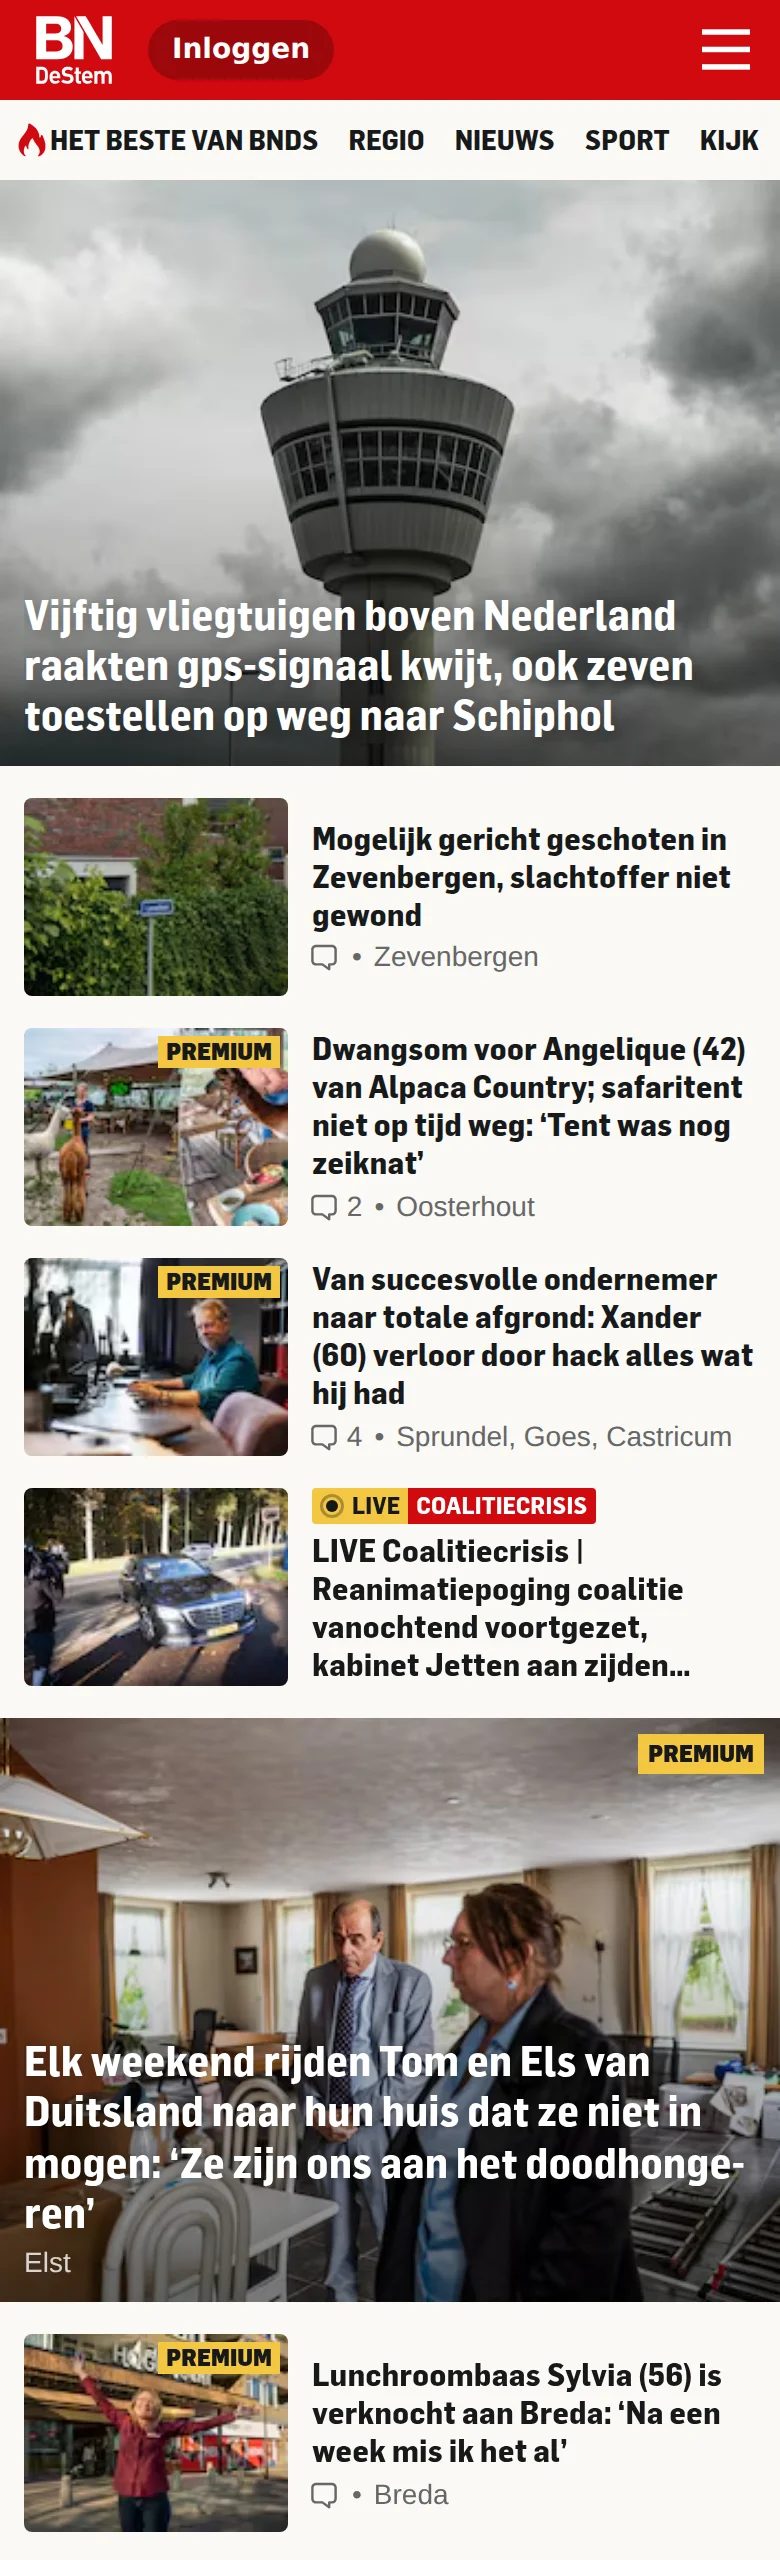 BN
DeStem
Inloggen
HET BESTE VAN BNDS
REGIO
NIEUWS
SPORT
KIJK
Vijftig vliegtuigen boven Nederland
raakten gps-signaal kwijt, ook zeven
toestellen op weg naar Schiphol
Mogelijk gericht geschoten in
Zevenbergen, slachtoffer niet
gewond
• Zevenbergen
PREMIUM
Dwangsom voor Angelique (42)
van Alpaca Country; safaritent
niet op tijd weg: ‘Tent was nog
zeiknat’
2 • Oosterhout
PREMIUM
Van succesvolle ondernemer
naar totale afgrond: Xander
(60) verloor door hack alles wat
hij had
4 • Sprundel, Goes, Castricum
LIVE COALITIECRISIS
LIVE Coalitiecrisis |
Reanimatiepoging coalitie
vanochtend voortgezet,
kabinet Jetten aan zijden...
PREMIUM
Elk weekend rijden Tom en Els van
Duitsland naar hun huis dat ze niet in
mogen: ‘Ze zijn ons aan het doodhonge-
ren’
Elst
PREMIUM
Lunchroombaas Sylvia (56) is
verknocht aan Breda: ‘Na een
week mis ik het al’
• Breda